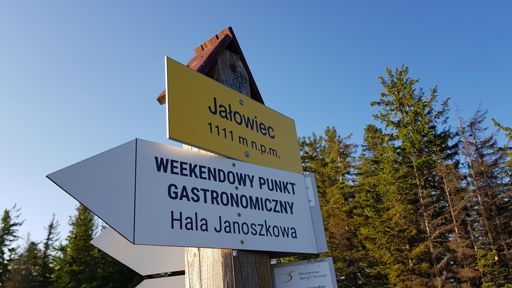 Jałowiec
1111 m n.p.m.
WEEKENDOWY PUNKT
GASTRONOMICZNY
Hala Janoszkowa